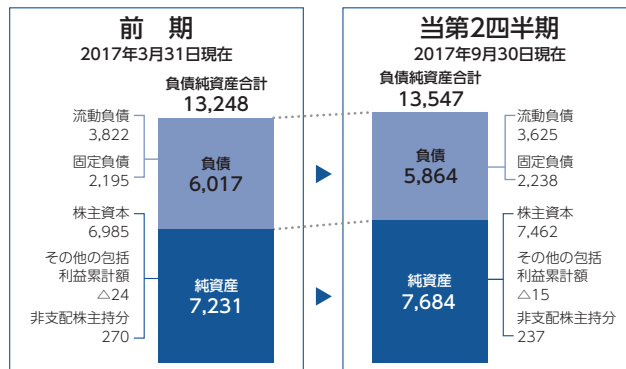 前 期
2017年3月31日現在
負債純資産合計
13,248
流動負債
3,822
固定負債
2,195
負債
6,017
株主資本
6,985
その他の包括
利益累計額
△24
非支配株主持分
270
純資産
7,231
当第2四半期
2017年9月30日現在
負債純資産合計
13,547
負債
5,864
流動負債
3,625
固定負債
2,238
純資産
7,684
株主資本
7,462
その他の包括
利益累計額
△15
非支配株主持分
237